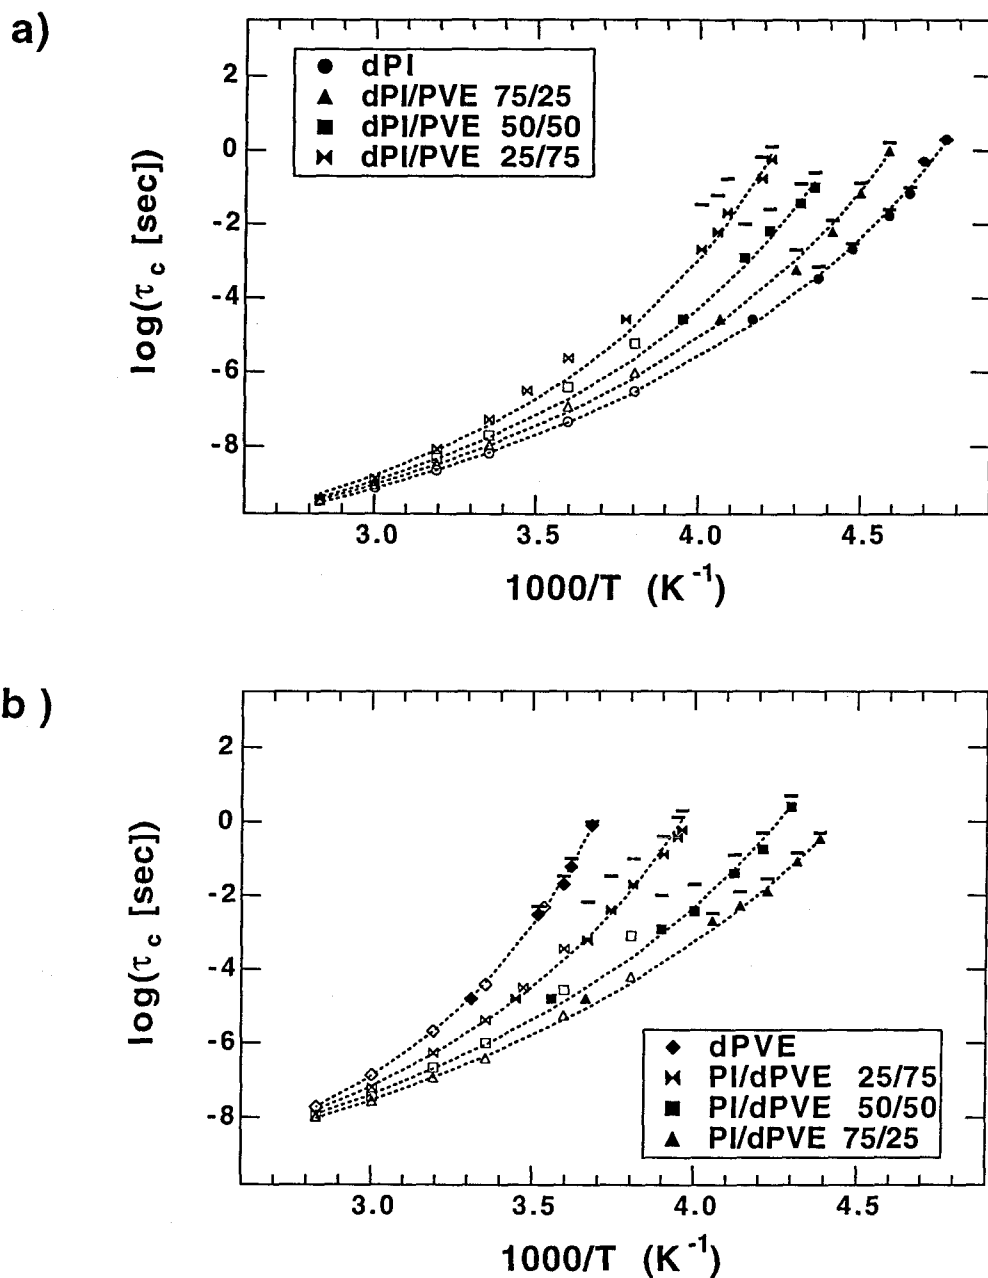 a)
dPI
dPI/PVE 75/25
dPI/PVE 50/50
dPI/PVE 25/75
2
0
-2
-4
-6
-8
log(τc [sec])
3.0 3.5 4.0 4.5
1000/T (K-1)
b )
2
0
-2
-4
-6
-8
log(τc [sec])
dPVE
PI/dPVE 25/75
PI/dPVE 50/50
PI/dPVE 75/25
3.0 3.5 4.0 4.5
1000/T (K-1)